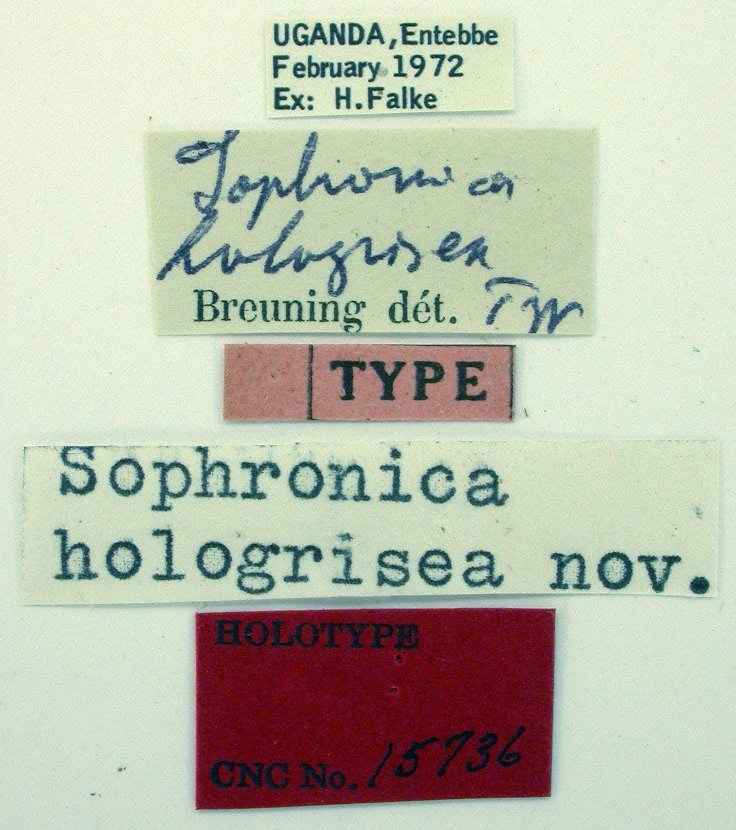 UGANDA, Entebbe
February 1972
Ex: H.Falke
Sophronica
hologrisea
Breuning dét.
TYPE
Sophronica
hologrisea nov.
HOLOTYPE
CNC No. 15736